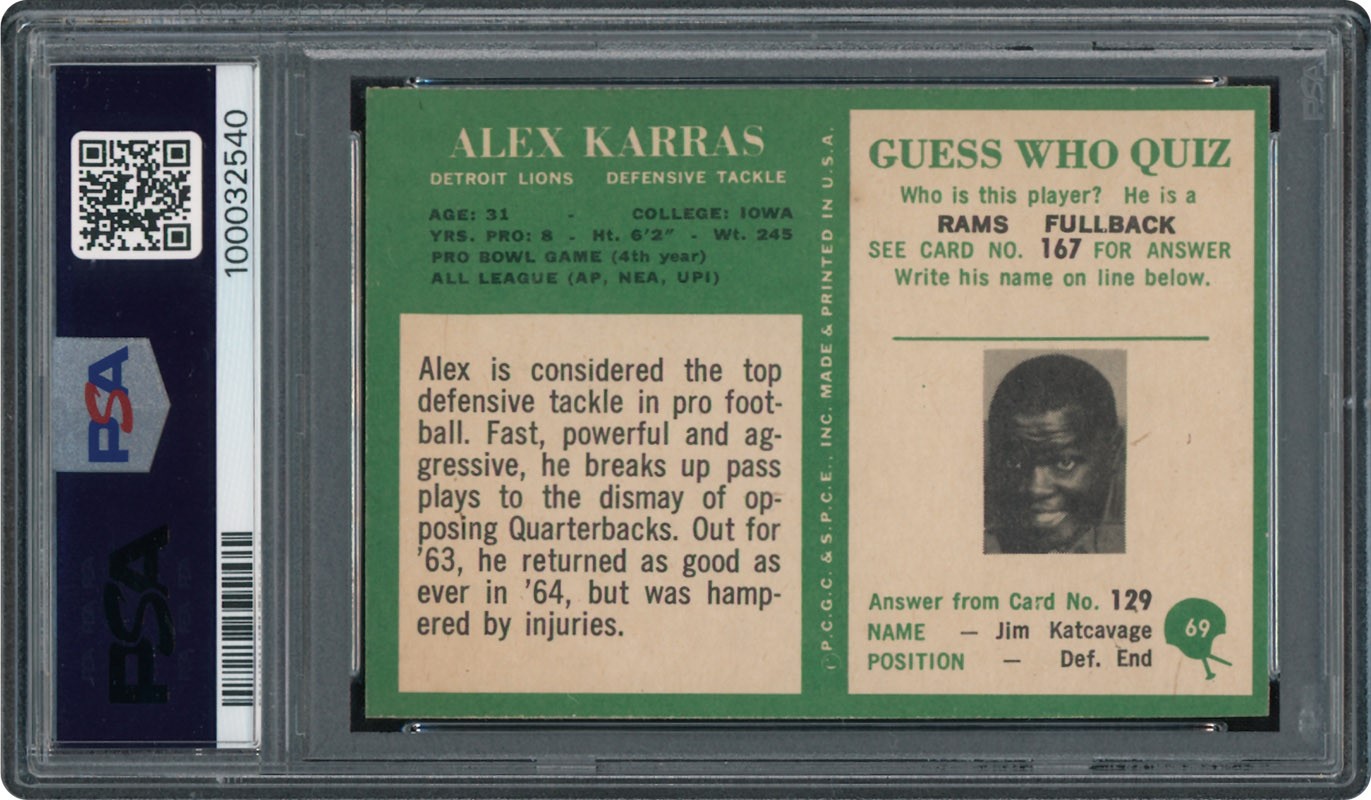 PSA
100032540
PSA
ALEX KARRAS
DETROIT LIONS DEFENSIVE TACKLE
AGE: 31 - COLLEGE: IOWA
YRS. PRO: 8 - Ht. 6'2" - Wt. 245
PRO BOWL GAME (4th year)
ALL LEAGUE (AP, NEA, UPI)
Alex is considered the top
defensive tackle in pro foot-
ball. Fast, powerful and ag-
gressive, he breaks up pass
plays to the dismay of op-
posing Quarterbacks. Out for
'63, he returned as good as
ever in '64, but was hamp-
ered by injuries.
©P.C.G.C. & S.P.C.E., INC. MADE & PRINTED IN U.S.A.
GUESS WHO QUIZ
Who is this player? He is a
RAMS FULLBACK
SEE CARD NO. 167 FOR ANSWER
Write his name on line below.
Answer from Card No. 129
NAME — Jim Katcavage
POSITION — Def. End
69
PSA